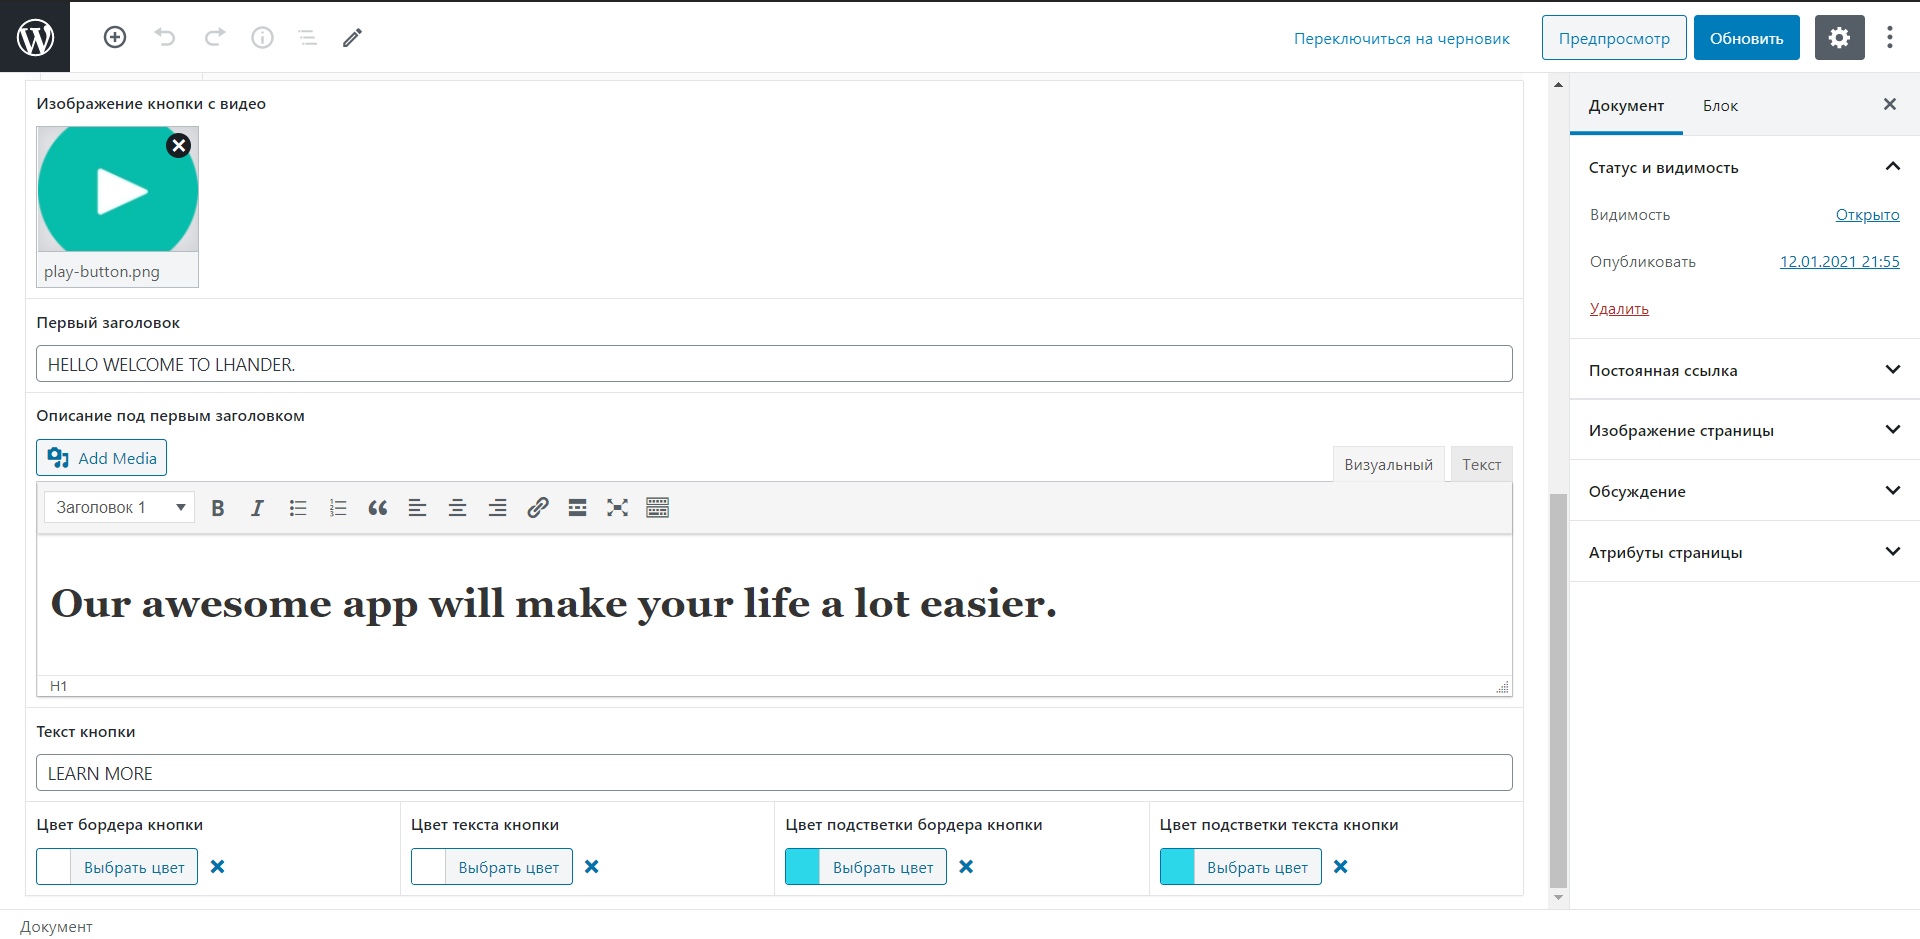 Переключиться на черновик
Предпросмотр
Обновить
Изображение кнопки с видео
play-button.png
Первый заголовок
HELLO WELCOME TO LHANDER.
Описание под первым заголовком
Add Media
Визуальный
Текст
Заголовок 1
Our awesome app will make your life a lot easier.
H1
Текст кнопки
LEARN MORE
Цвет бордера кнопки
Выбрать цвет
Цвет текста кнопки
Выбрать цвет
Цвет подстветки бордера кнопки
Выбрать цвет
Цвет подстветки текста кнопки
Выбрать цвет
Документ
Блок
Статус и видимость
Видимость
Открыто
Опубликовать
12.01.2021 21:55
Удалить
Постоянная ссылка
Изображение страницы
Обсуждение
Атрибуты страницы
Документ